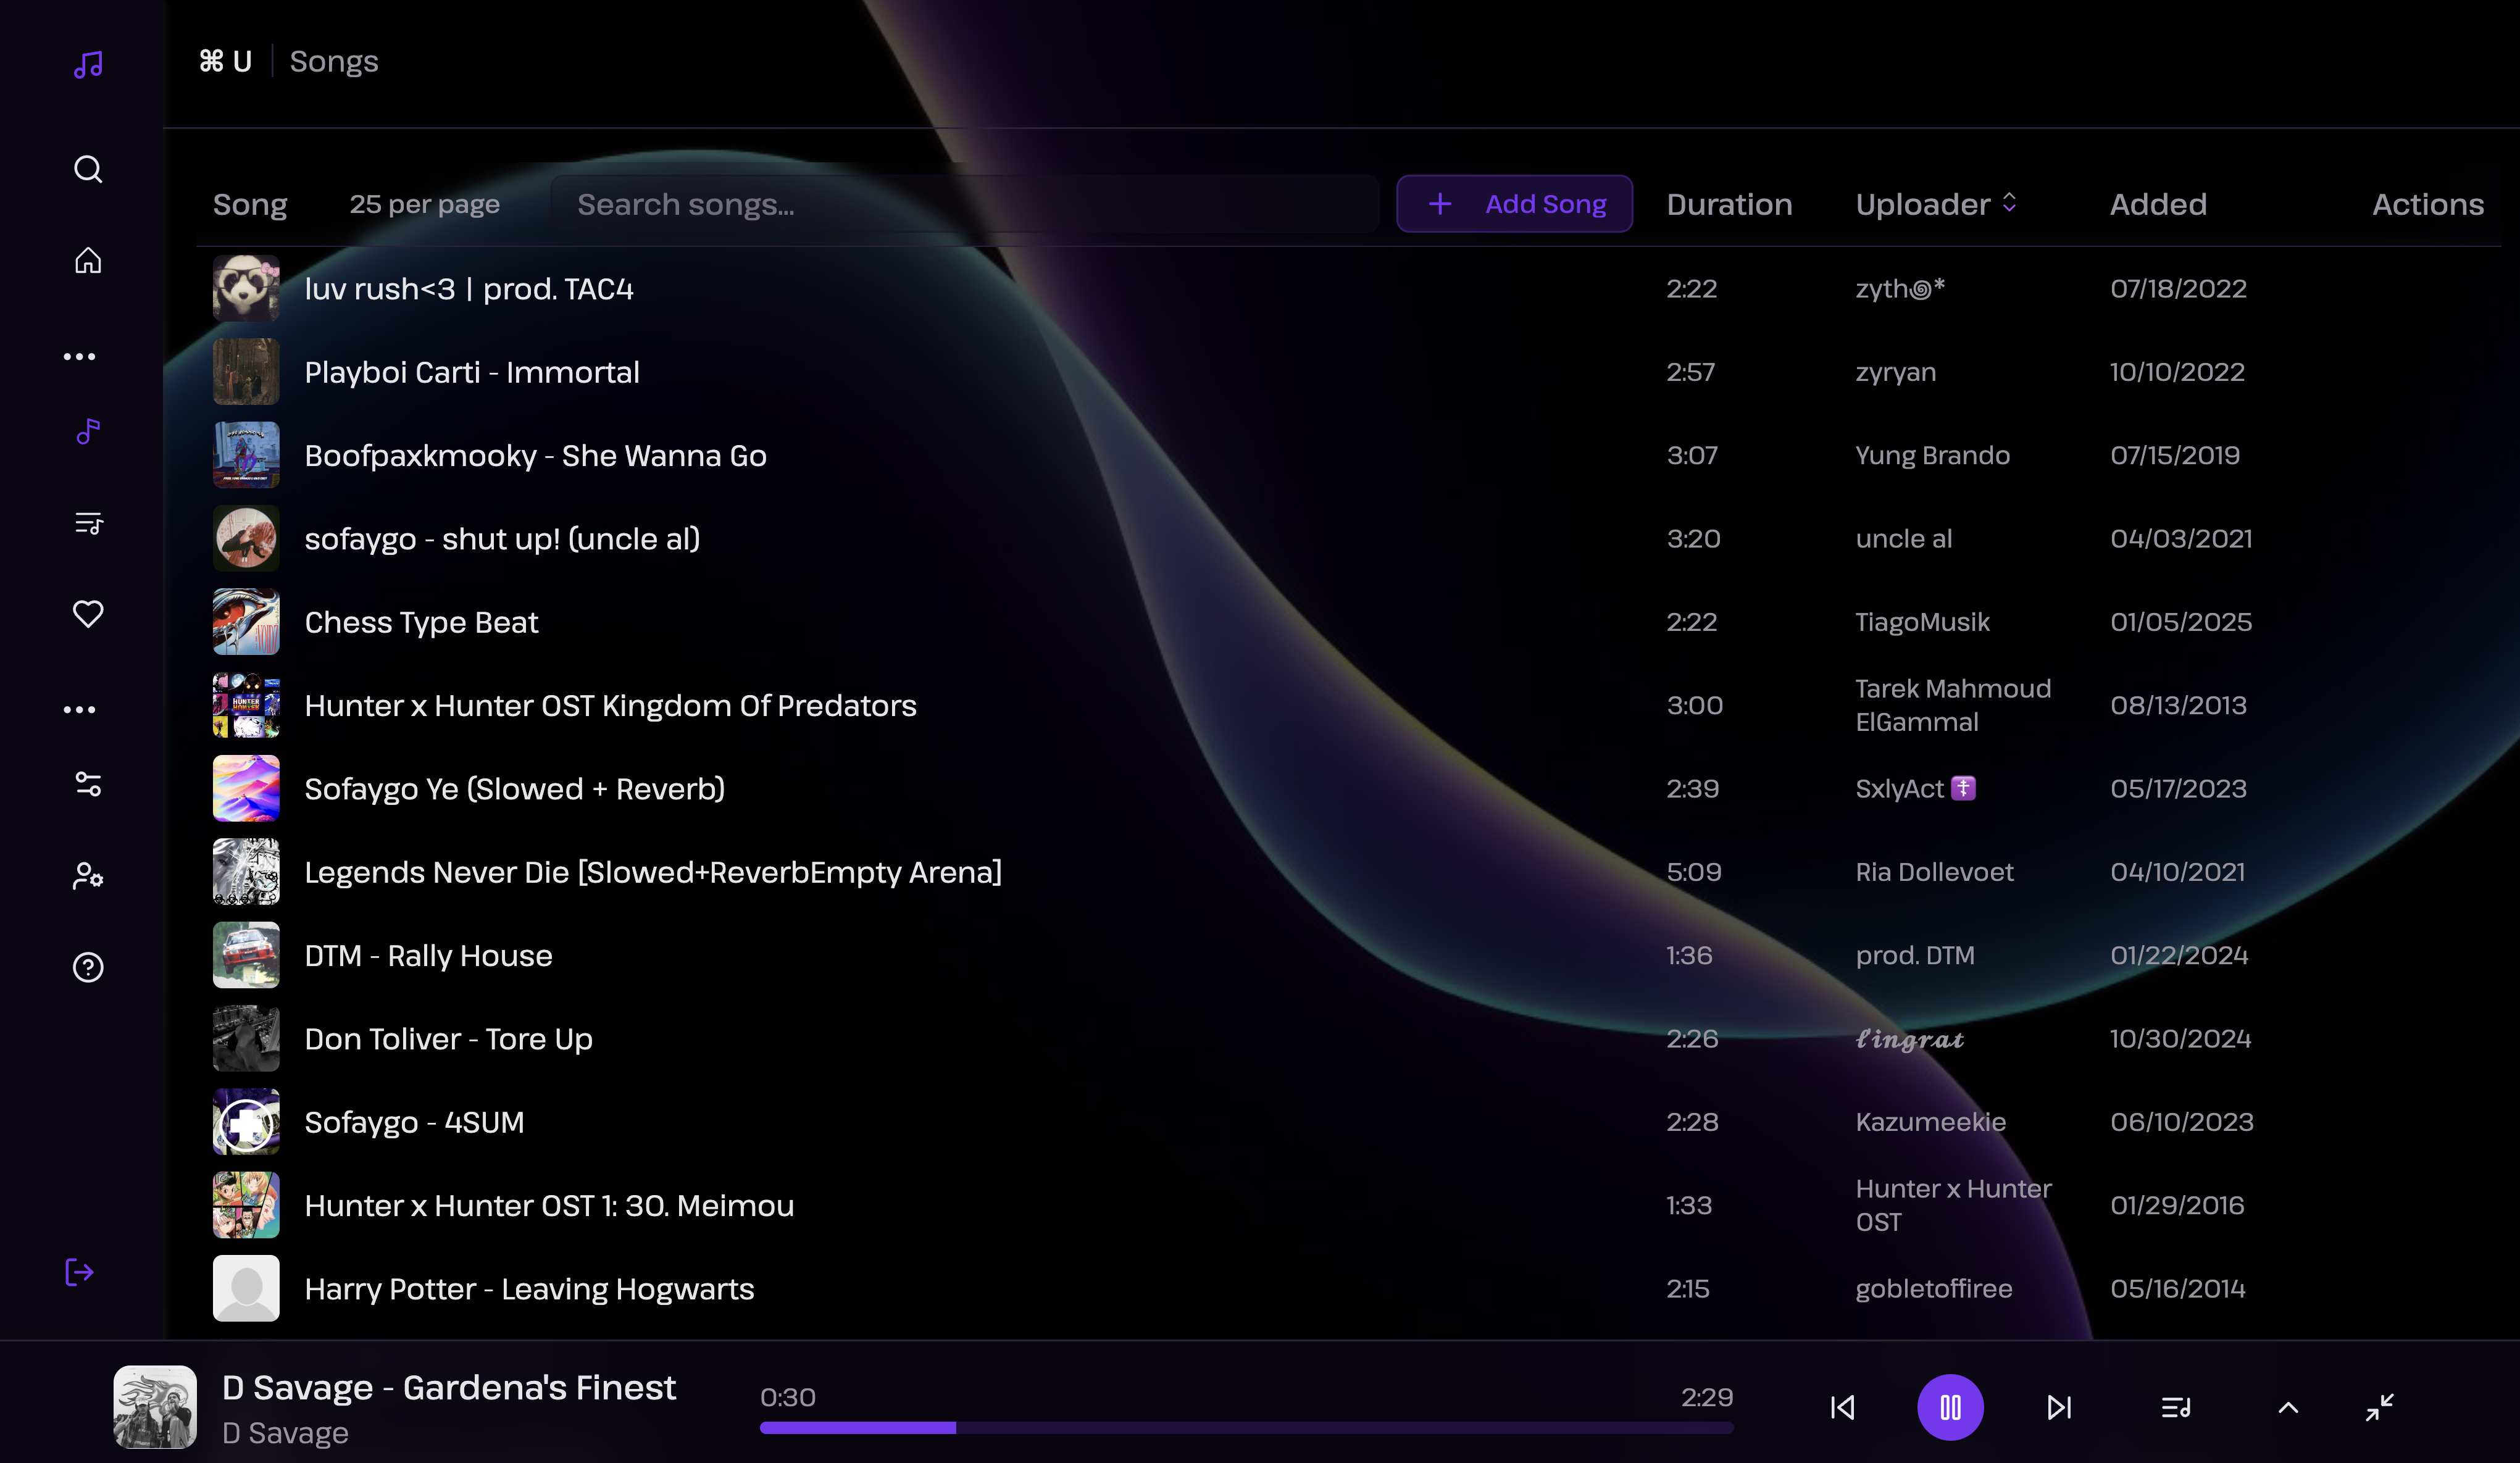 ⌘ U Songs
Song 25 per page Search songs... + Add Song Duration Uploader Added Actions
luv rush<3 | prod. TAC4 2:22 zyth꩜* 07/18/2022
Playboi Carti - Immortal 2:57 zyryan 10/10/2022
Boofpaxkmooky - She Wanna Go 3:07 Yung Brando 07/15/2019
sofaygo - shut up! (uncle al) 3:20 uncle al 04/03/2021
Chess Type Beat 2:22 TiagoMusik 01/05/2025
Hunter x Hunter OST Kingdom Of Predators 3:00 Tarek Mahmoud ElGammal 08/13/2013
Sofaygo Ye (Slowed + Reverb) 2:39 SxlyAct ☦️ 05/17/2023
Legends Never Die [Slowed+ReverbEmpty Arena] 5:09 Ria Dollevoet 04/10/2021
DTM - Rally House 1:36 prod. DTM 01/22/2024
Don Toliver - Tore Up 2:26 𝓵'𝓲𝓷𝓰𝓻𝓪𝓽 10/30/2024
Sofaygo - 4SUM 2:28 Kazumeekie 06/10/2023
Hunter x Hunter OST 1: 30. Meimou 1:33 Hunter x Hunter OST 01/29/2016
Harry Potter - Leaving Hogwarts 2:15 gobletoffiree 05/16/2014
D Savage - Gardena's Finest
D Savage
0:30 2:29